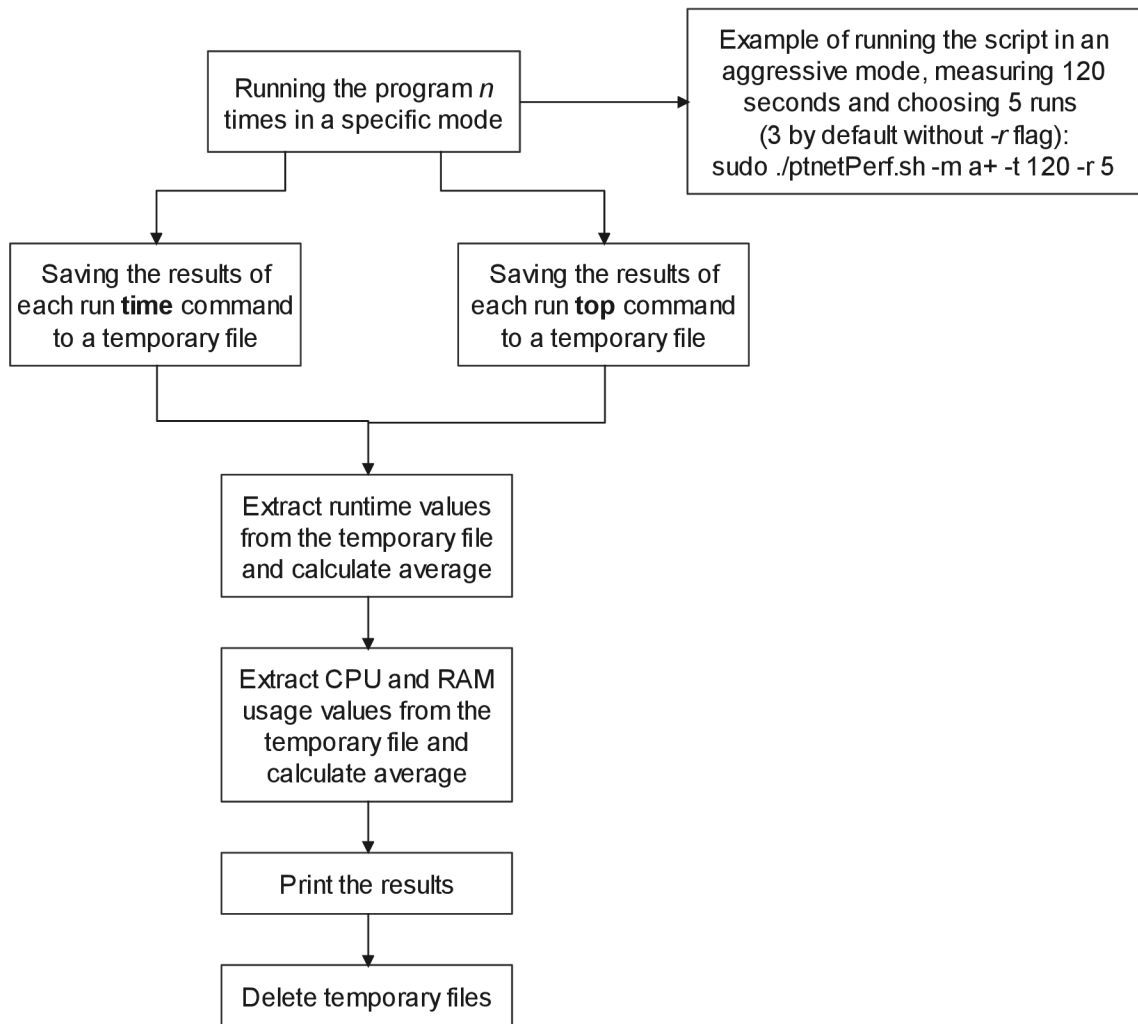 Running the program n
times in a specific mode
Example of running the script in an
aggressive mode, measuring 120
seconds and choosing 5 runs
(3 by default without -r flag):
sudo ./ptnetPerf.sh -m a+ -t 120 -r 5
Saving the results of
each run time command
to a temporary file
Saving the results of
each run top command
to a temporary file
Extract runtime values
from the temporary file
and calculate average
Extract CPU and RAM
usage values from the
temporary file and
calculate average
Print the results
Delete temporary files